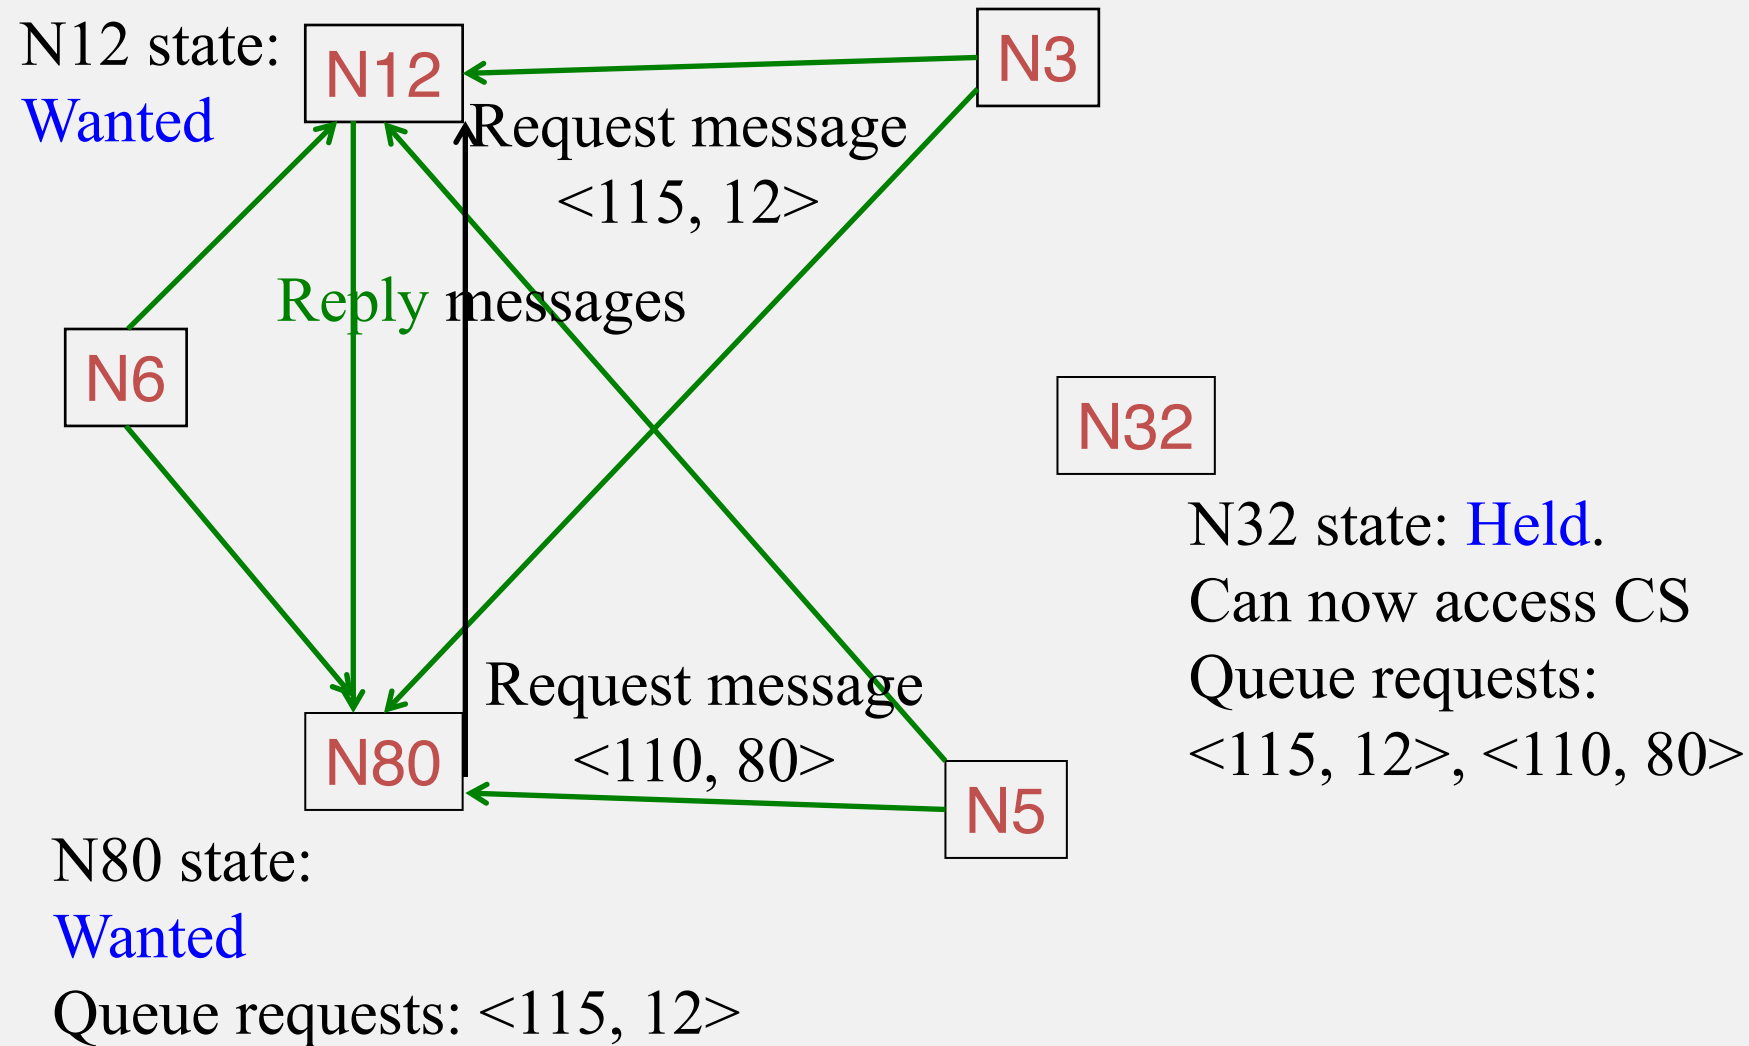 N12 state:
Wanted
N12
N3
Request message
<115, 12>
Reply messages
N6
N32
N32 state: Held.
Can now access CS
Queue requests:
<115, 12>, <110, 80>
Request message
<110, 80>
N80
N5
N80 state:
Wanted
Queue requests: <115, 12>